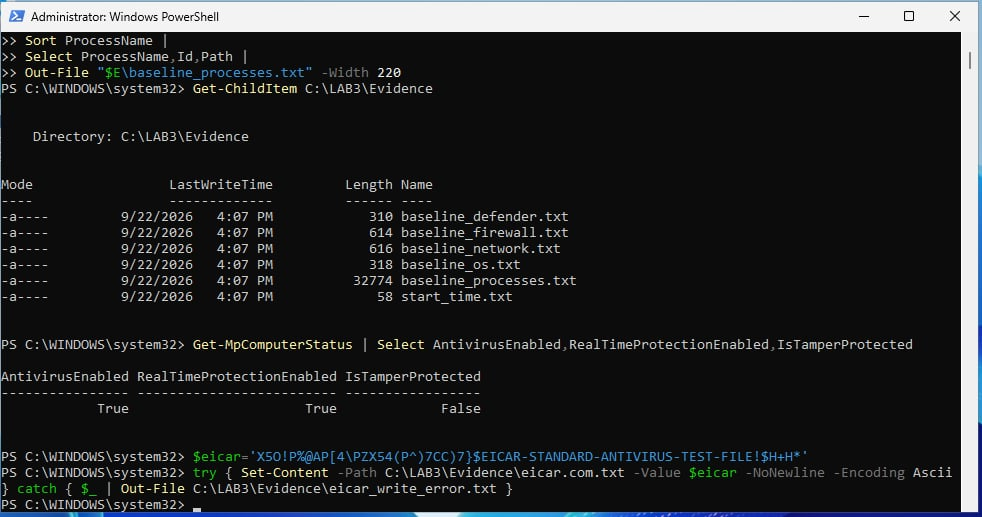 Administrator: Windows PowerShell
>> Sort ProcessName |
>> Select ProcessName,Id,Path |
>> Out-File "$E\baseline_processes.txt" -Width 220
PS C:\WINDOWS\system32> Get-ChildItem C:\LAB3\Evidence
    Directory: C:\LAB3\Evidence
Mode                 LastWriteTime         Length Name
----                 -------------         ------ ----
-a----         9/22/2026   4:07 PM            310 baseline_defender.txt
-a----         9/22/2026   4:07 PM            614 baseline_firewall.txt
-a----         9/22/2026   4:07 PM            616 baseline_network.txt
-a----         9/22/2026   4:07 PM            318 baseline_os.txt
-a----         9/22/2026   4:07 PM          32774 baseline_processes.txt
-a----         9/22/2026   4:07 PM             58 start_time.txt
PS C:\WINDOWS\system32> Get-MpComputerStatus | Select AntivirusEnabled,RealTimeProtectionEnabled,IsTamperProtected
AntivirusEnabled RealTimeProtectionEnabled IsTamperProtected
---------------- ------------------------- -----------------
            True                      True             False
PS C:\WINDOWS\system32> $eicar='X5O!P%@AP[4\PZX54(P^)7CC)7}$EICAR-STANDARD-ANTIVIRUS-TEST-FILE!$H+H*'
PS C:\WINDOWS\system32> try { Set-Content -Path C:\LAB3\Evidence\eicar.com.txt -Value $eicar -NoNewline -Encoding Ascii
} catch { $_ | Out-File C:\LAB3\Evidence\eicar_write_error.txt }
PS C:\WINDOWS\system32>